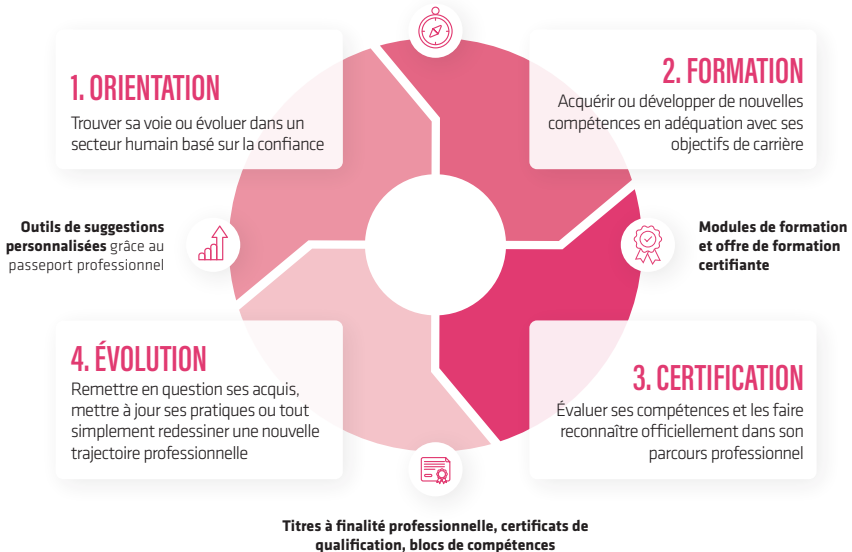 1. ORIENTATION
Trouver sa voie ou évoluer dans un
secteur humain basé sur la confiance
2. FORMATION
Acquérir ou développer de nouvelles
compétences en adéquation avec ses
objectifs de carrière
Outils de suggestions
personnalisées grâce au
passeport professionnel
Modules de formation
et offre de formation
certifiante
4. ÉVOLUTION
Remettre en question ses acquis,
mettre à jour ses pratiques ou tout
simplement redessiner une nouvelle
trajectoire professionnelle
3. CERTIFICATION
Évaluer ses compétences et les faire
reconnaître officiellement dans son
parcours professionnel
Titres à finalité professionnelle, certificats de
qualification, blocs de compétences